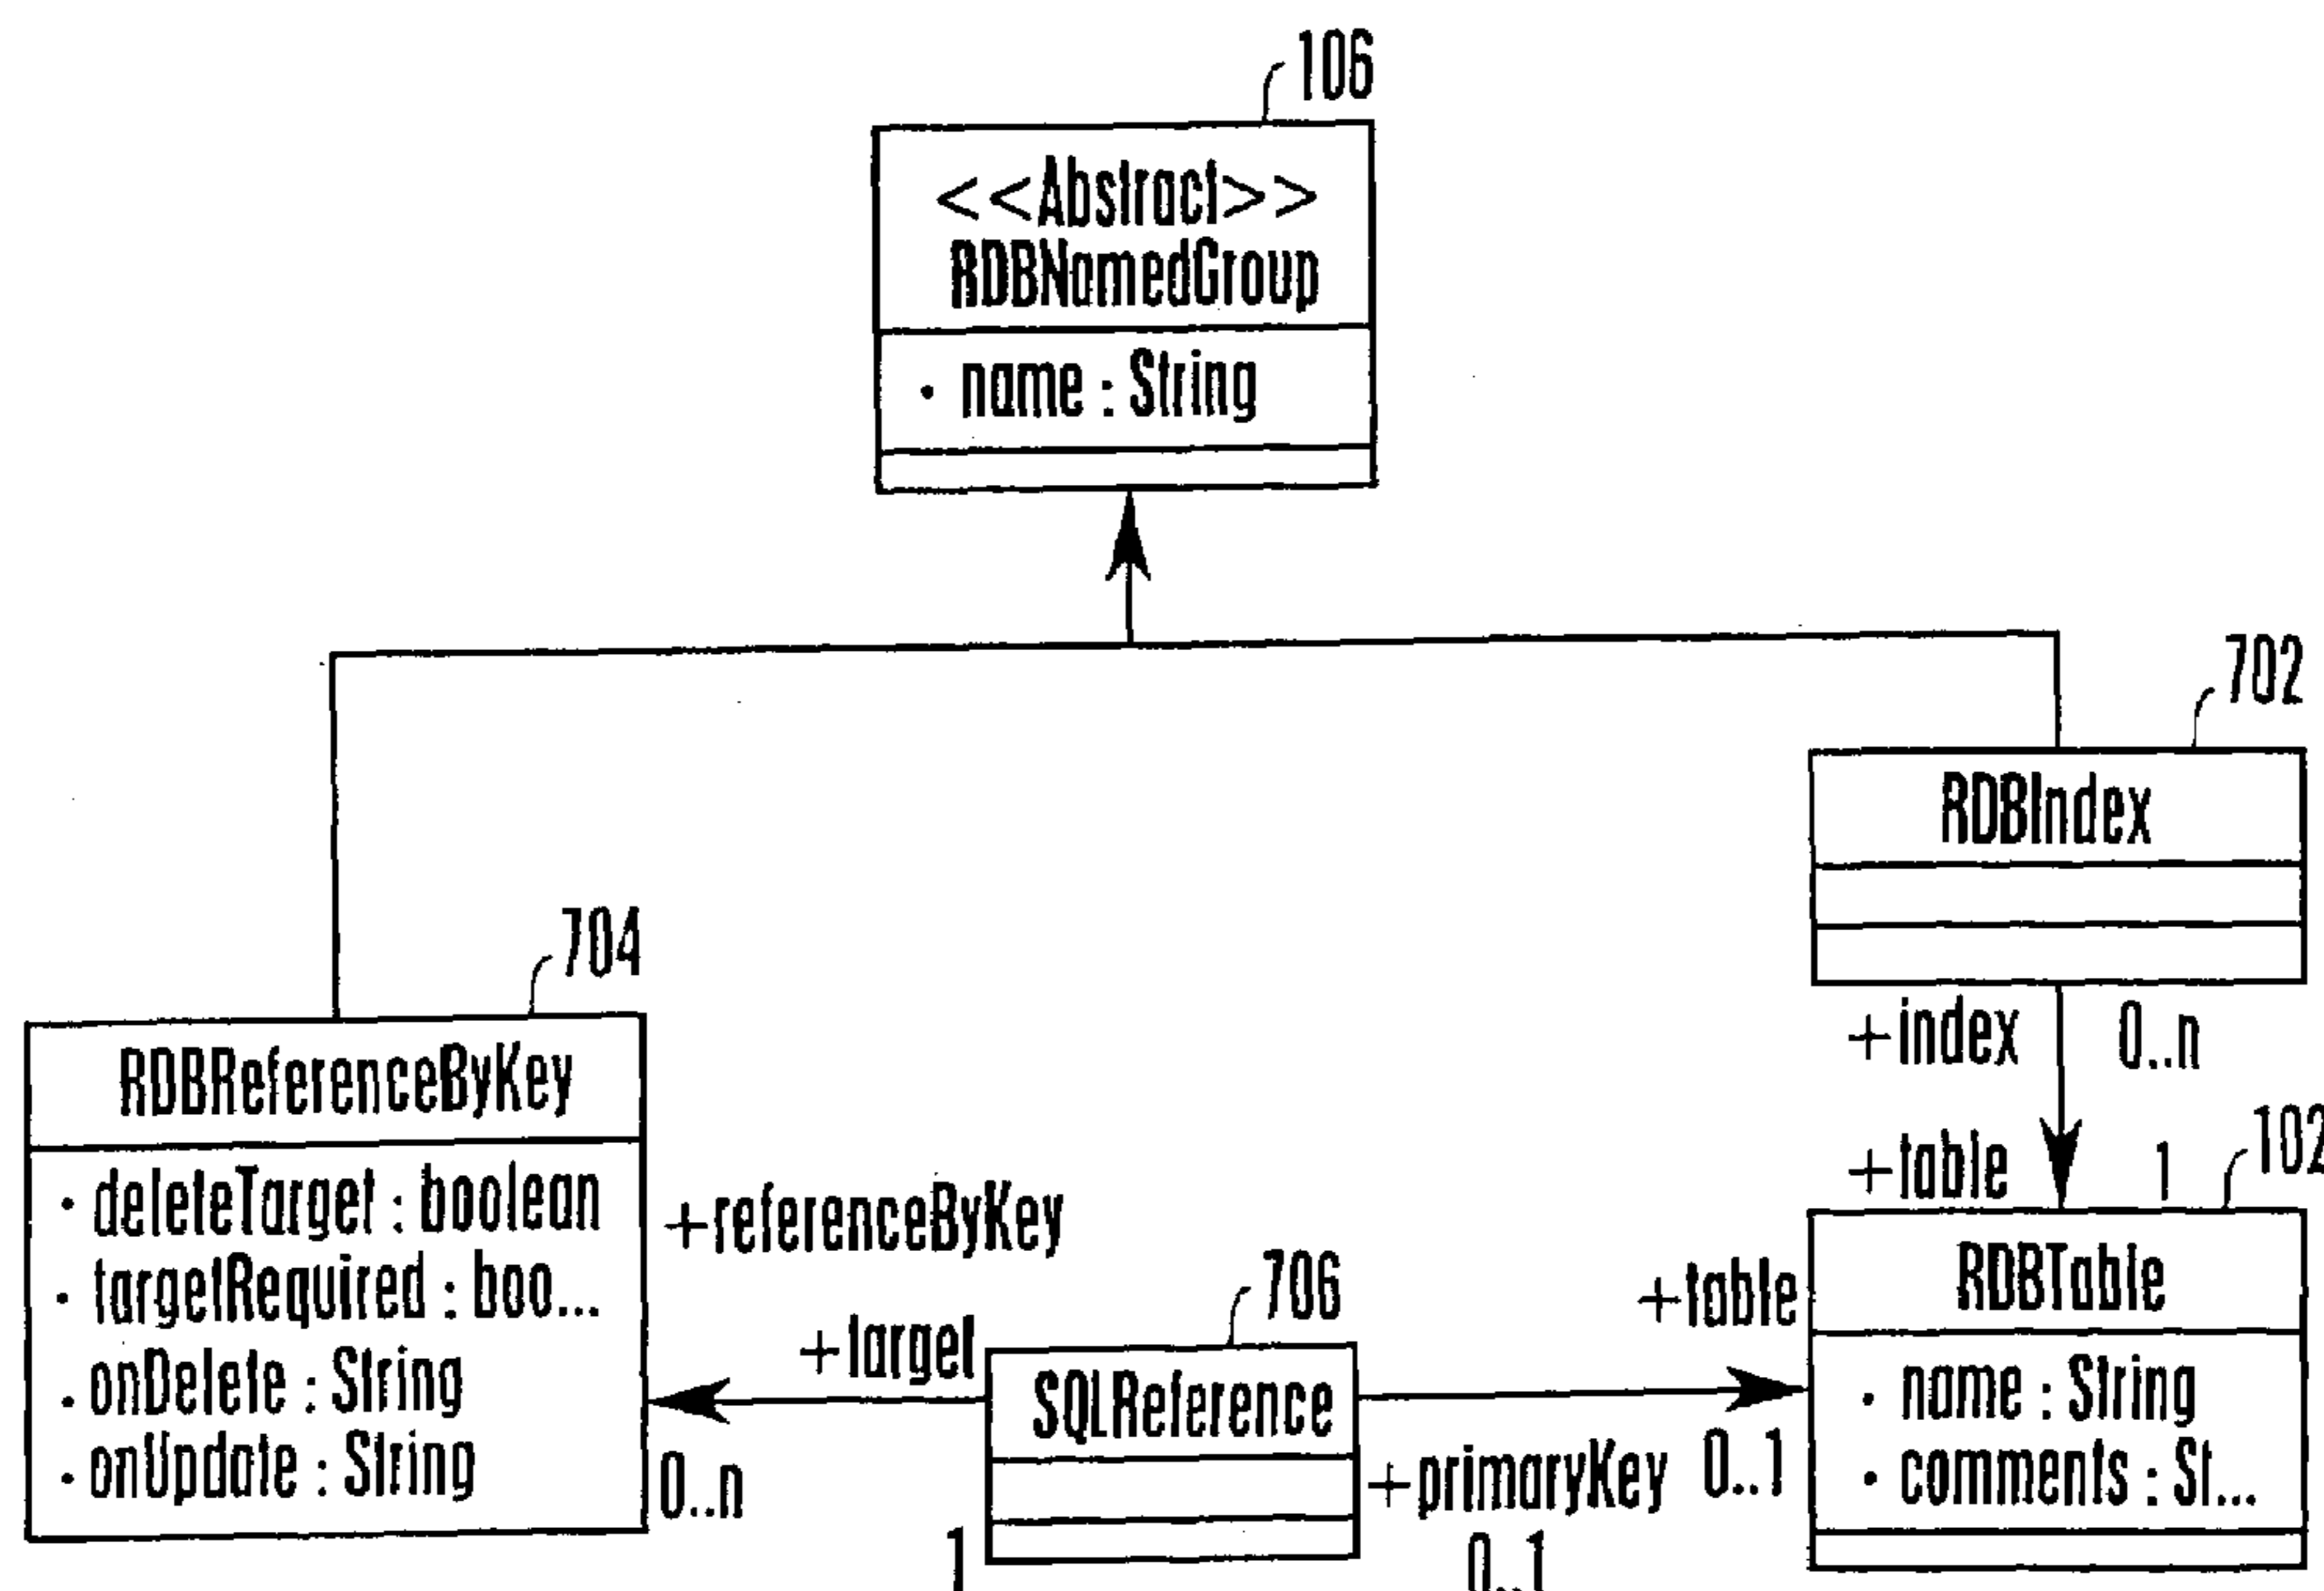 106
<<Abstract>>
RDBNamedGroup
• name : String
702
RDBIndex
+index 0..n
+table 1
102
RDBTable
• name : String
• comments : St...
704
RDBReferenceByKey
• deleteTarget : boolean
• targetRequired : boo...
• onDelete : String
• onUpdate : String
+referenceByKey
0..n
+target
1
706
SQLReference
+table
0..1
+primaryKey
0..1